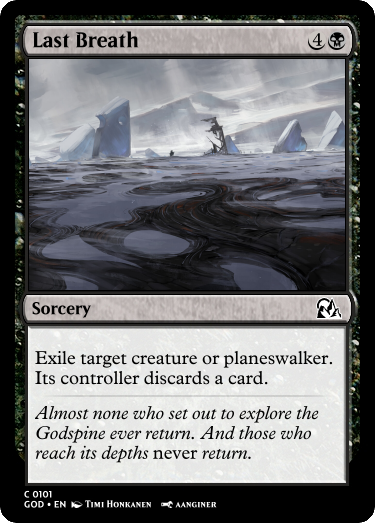 Last Breath 4
Sorcery
Exile target creature or planeswalker.
Its controller discards a card.
Almost none who set out to explore the
Godspine ever return. And those who
reach its depths never return.
C 0101
GOD • EN Timi Honkanen aanginer